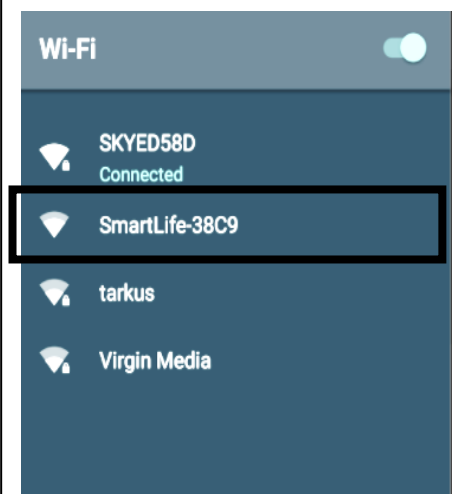 Wi-Fi
SKYED58D
Connected
SmartLife-38C9
tarkus
Virgin Media